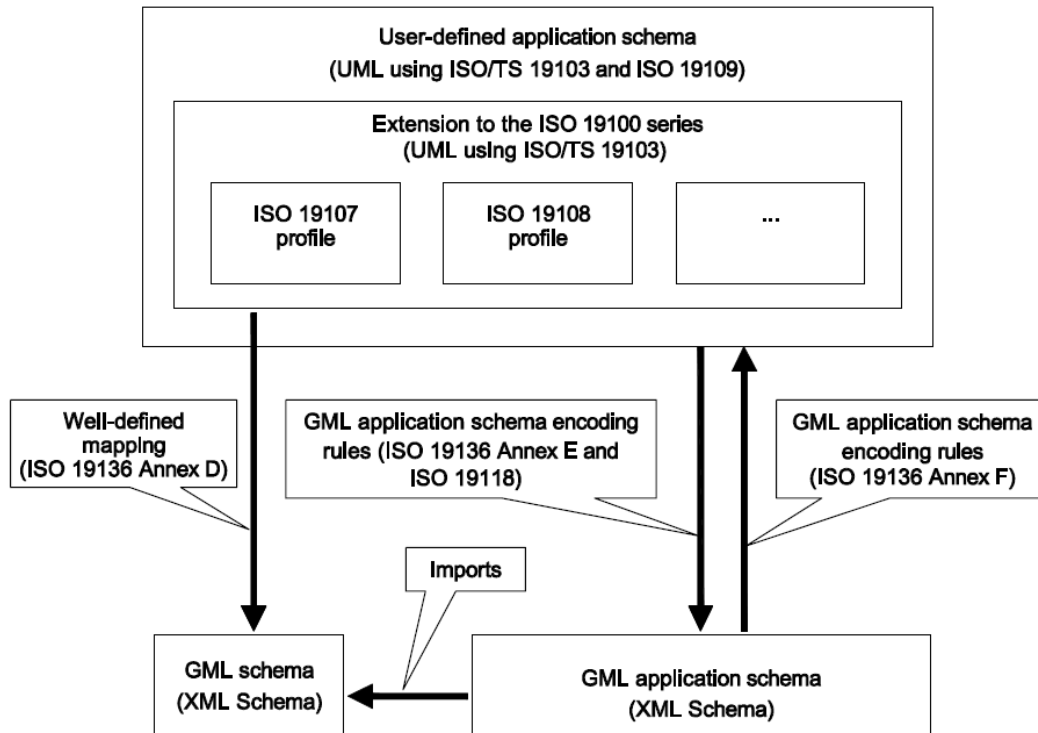 User-defined application schema
(UML using ISO/TS 19103 and ISO 19109)
Extension to the ISO 19100 series
(UML using ISO/TS 19103)
ISO 19107
profile
ISO 19108
profile
...
Well-defined
mapping
(ISO 19136 Annex D)
GML application schema encoding
rules (ISO 19136 Annex E and
ISO 19118)
GML application schema
encoding rules
(ISO 19136 Annex F)
Imports
GML schema
(XML Schema)
GML application schema
(XML Schema)